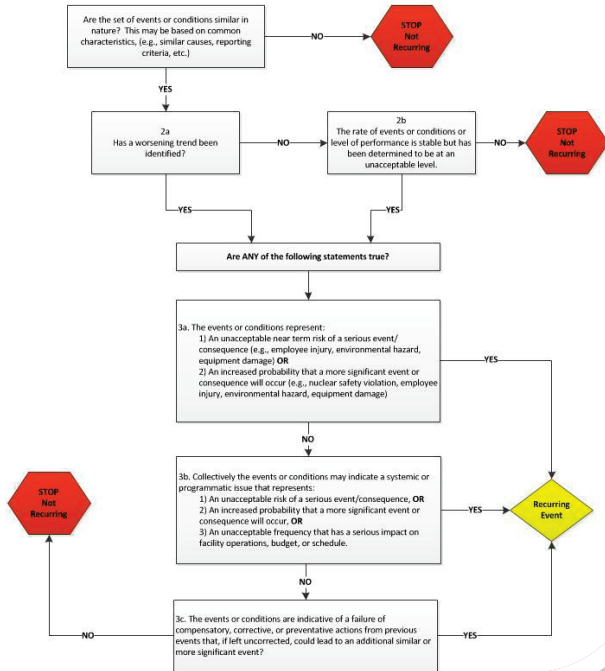 Are the set of events or conditions similar in
nature? This may be based on common
characteristics, (e.g., similar causes, reporting
criteria, etc.)
NO
STOP
Not
Recurring
YES
2a
Has a worsening trend been
identified?
NO
2b
The rate of events or conditions or
level of performance is stable but has
been determined to be at an
unacceptable level.
NO
STOP
Not
Recurring
YES
YES
Are ANY of the following statements true?
3a. The events or conditions represent:
1) An unacceptable near term risk of a serious event/
consequence (e.g., employee injury, environmental hazard,
equipment damage) OR
2) An increased probability that a more significant event or
consequence will occur (e.g., nuclear safety violation, employee
injury, environmental hazard, equipment damage)
YES
NO
3b. Collectively the events or conditions may indicate a systemic or
programmatic issue that represents:
1) An unacceptable risk of a serious event/consequence, OR
2) An increased probability that a more significant event or
consequence will occur, OR
3) An unacceptable frequency that has a serious impact on
facility operations, budget, or schedule.
STOP
Not
Recurring
YES
Recurring
Event
NO
3c. The events or conditions are indicative of a failure of
compensatory, corrective, or preventative actions from previous
events that, if left uncorrected, could lead to an additional similar or
more significant event?
NO
YES